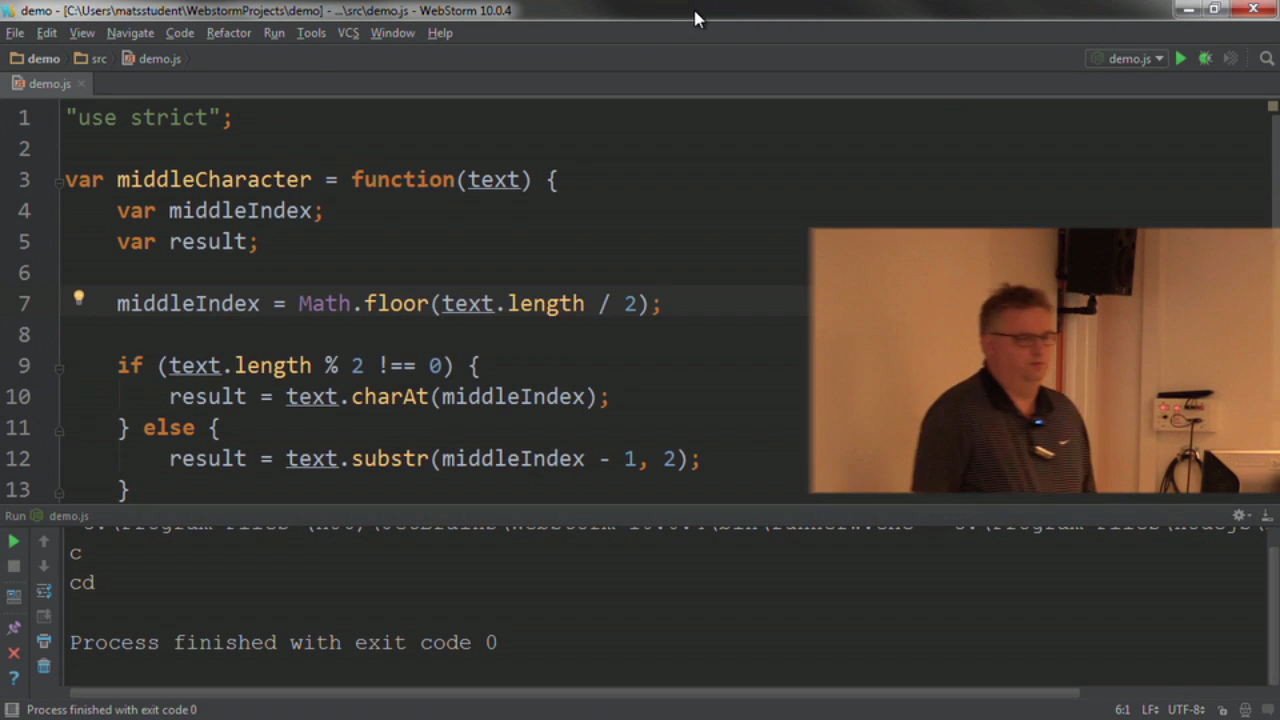 demo - [C:\Users\matsstudent\WebstormProjects\demo] - ...\src\demo.js - WebStorm 10.0.4
File Edit View Navigate Code Refactor Run Tools VCS Window Help
demo src demo.js demo.js
demo.js
1 "use strict";
2
3 var middleCharacter = function(text) {
4 var middleIndex;
5 var result;
6
7 middleIndex = Math.floor(text.length / 2);
8
9 if (text.length % 2 !== 0) {
10 result = text.charAt(middleIndex);
11 } else {
12 result = text.substr(middleIndex - 1, 2);
13 }
Run demo.js
c
cd
Process finished with exit code 0
Process finished with exit code 0 6:1 LF UTF-8